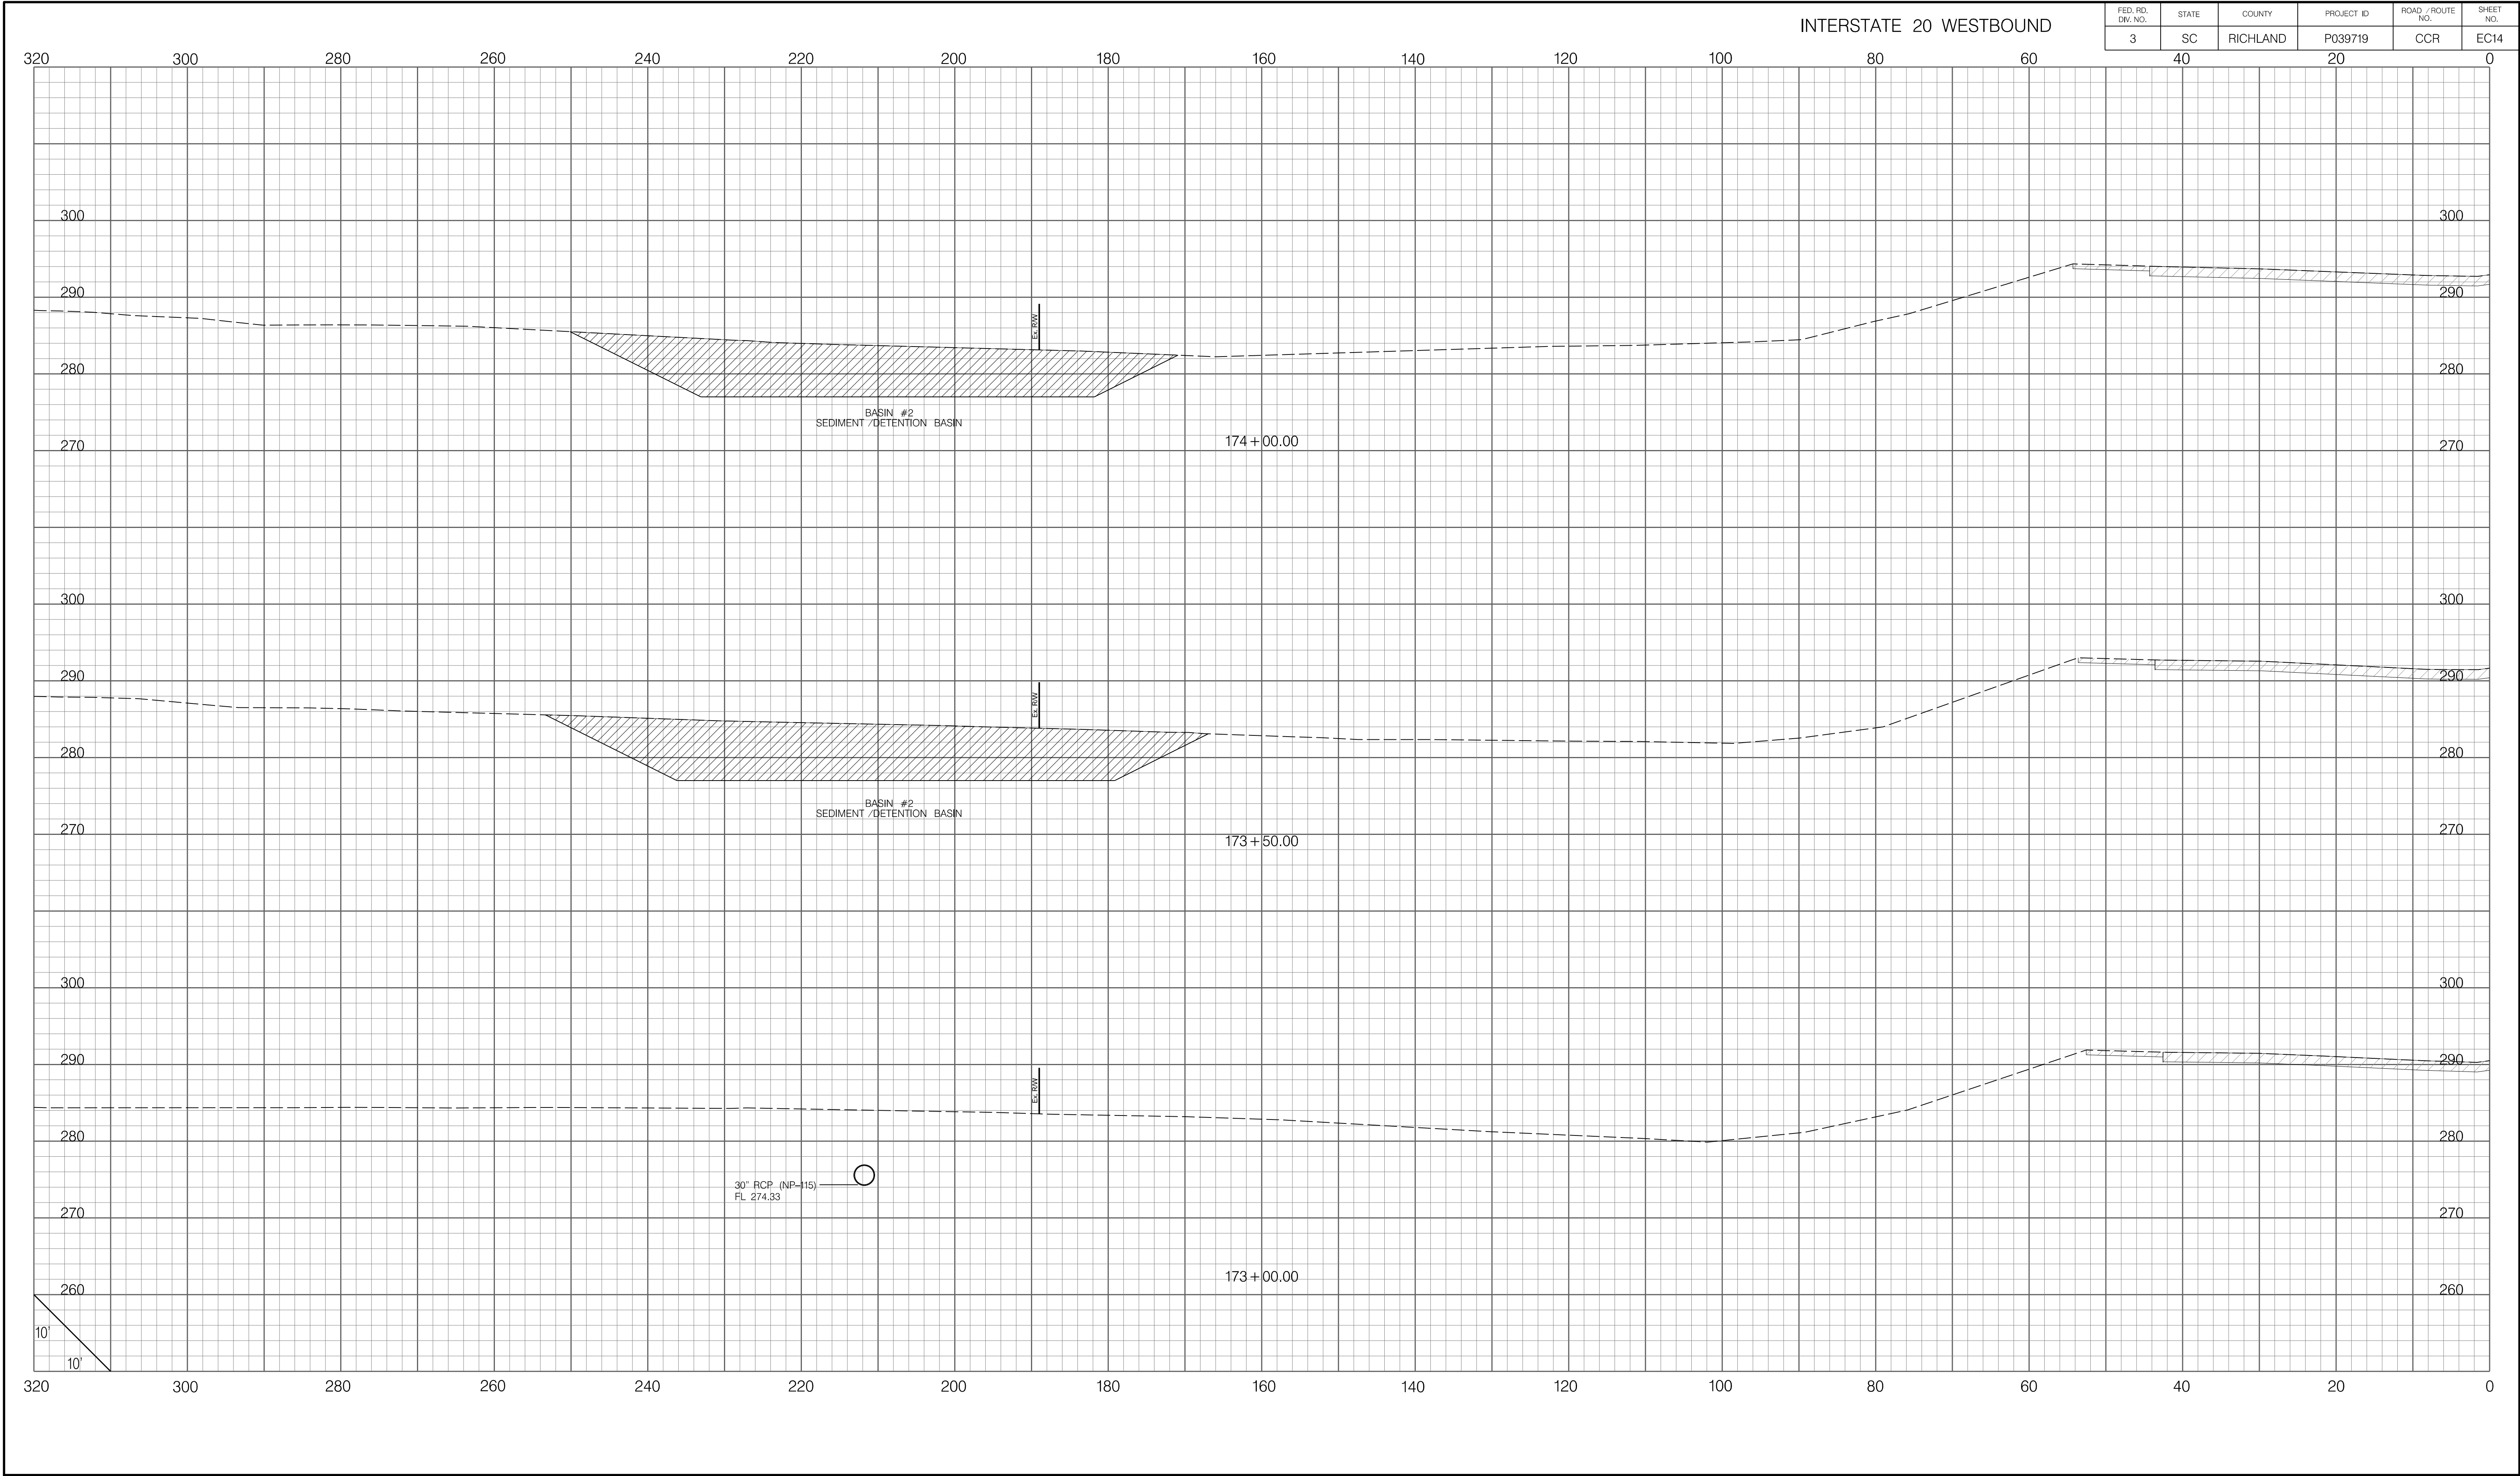 INTERSTATE 20 WESTBOUND
FED. RD. DIV. NO. STATE COUNTY PROJECT ID ROAD / ROUTE NO. SHEET NO.
3 SC RICHLAND P039719 CCR EC14
320 300 280 260 240 220 200 180 160 140 120 100 80 60 40 20 0
300 300
290 290
Ex. R/W
280 280
BASIN #2
SEDIMENT / DETENTION BASIN
270 270
174+00.00
300 300
290 290
Ex. R/W
280 280
BASIN #2
SEDIMENT / DETENTION BASIN
270 270
173+50.00
300 300
290 290
Ex. R/W
280 280
30" RCP (NP-115)
FL 274.33
270 270
173+00.00
260 260
10'
10'
320 300 280 260 240 220 200 180 160 140 120 100 80 60 40 20 0